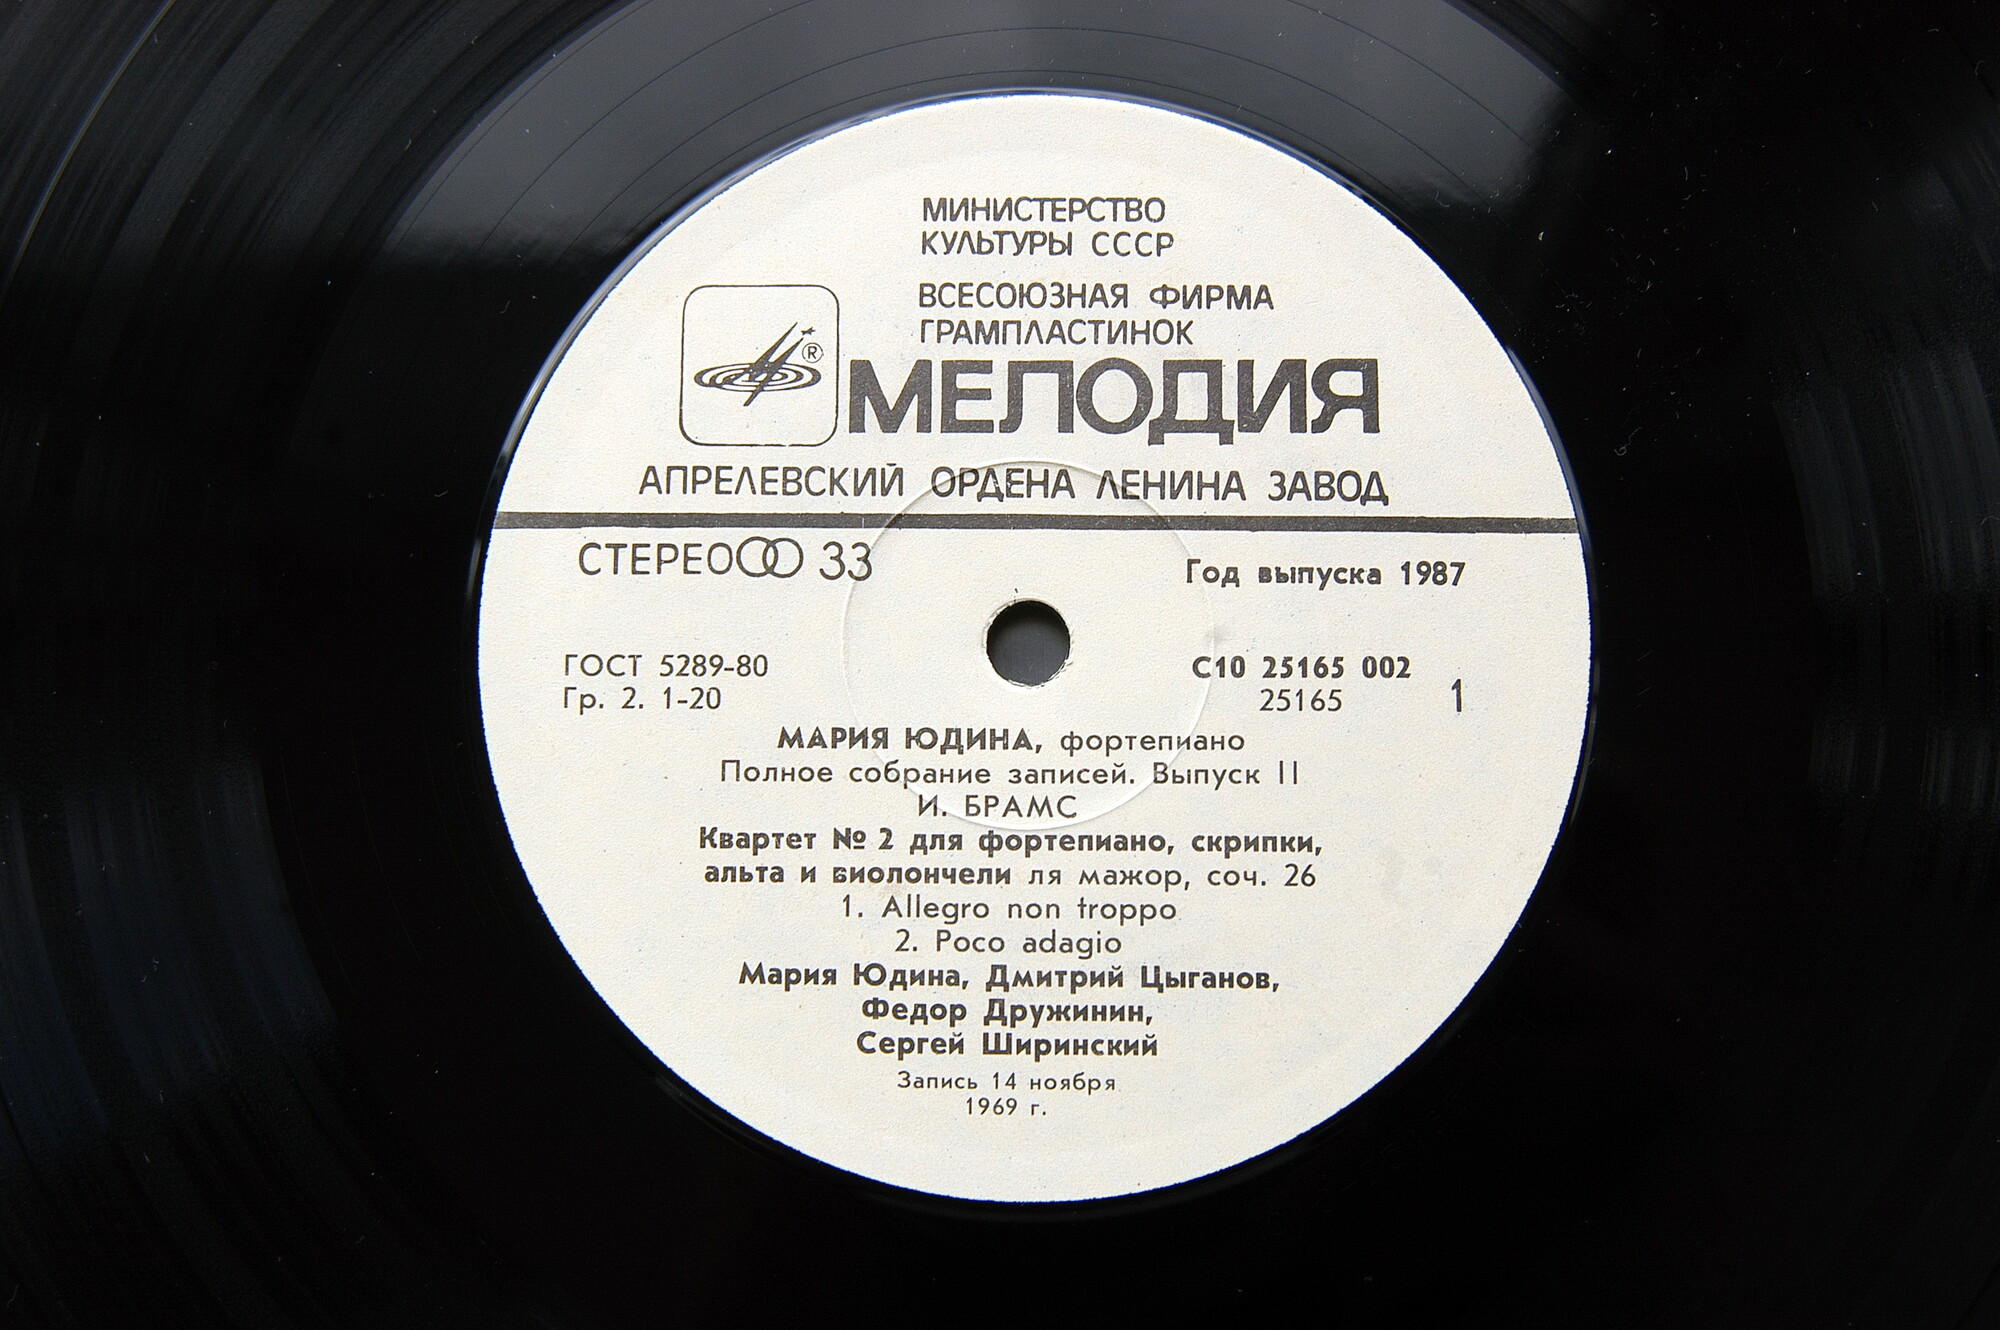 МИНИСТЕРСТВО
КУЛЬТУРЫ СССР
ВСЕСОЮЗНАЯ ФИРМА
ГРАМПЛАСТИНОК
®
МЕЛОДИЯ
АПРЕЛЕВСКИЙ ОРДЕНА ЛЕНИНА ЗАВОД
СТЕРЕО 33
Год выпуска 1987
ГОСТ 5289-80
Гр. 2. 1-20
С10 25165 002
25165 1
МАРИЯ ЮДИНА, фортепиано
Полное собрание записей. Выпуск 11
И. БРАМС
Квартет № 2 для фортепиано, скрипки,
альта и виолончели ля мажор, соч. 26
1. Allegro non troppo
2. Poco adagio
Мария Юдина, Дмитрий Цыганов,
Федор Дружинин,
Сергей Ширинский
Запись 14 ноября
1969 г.